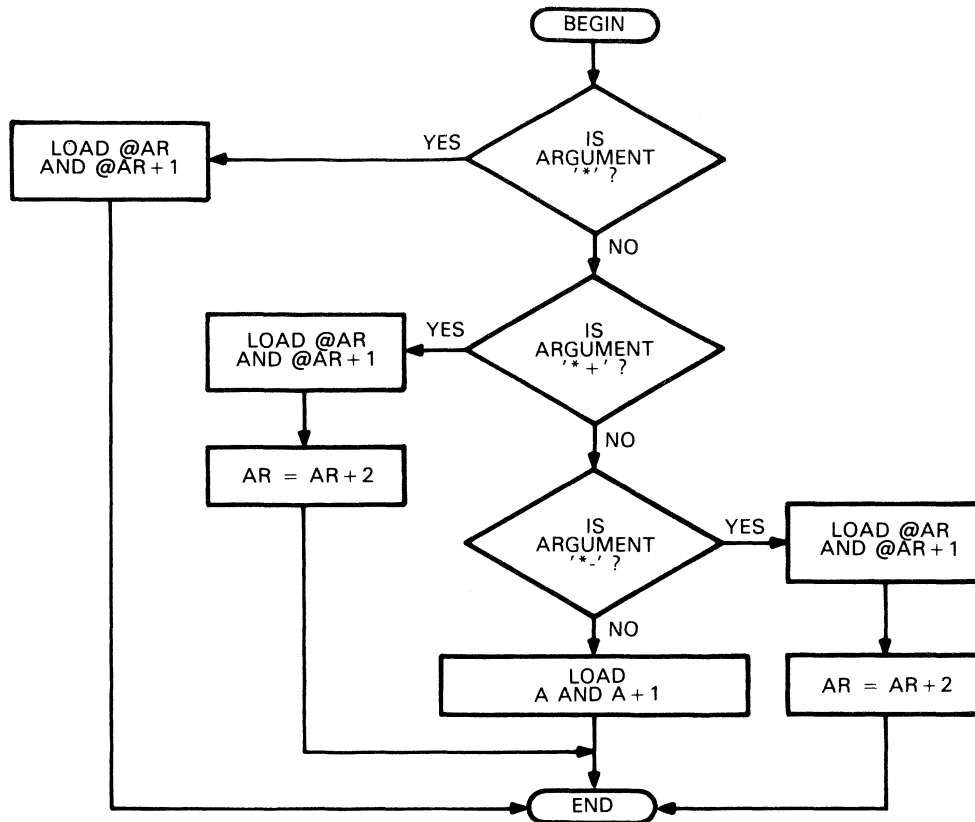 BEGIN
IS
ARGUMENT
'*' ?
YES
LOAD @AR
AND @AR+1
NO
IS
ARGUMENT
'*+' ?
YES
LOAD @AR
AND @AR+1
AR = AR+2
NO
IS
ARGUMENT
'*-' ?
YES
LOAD @AR
AND @AR+1
AR = AR+2
NO
LOAD
A AND A+1
END